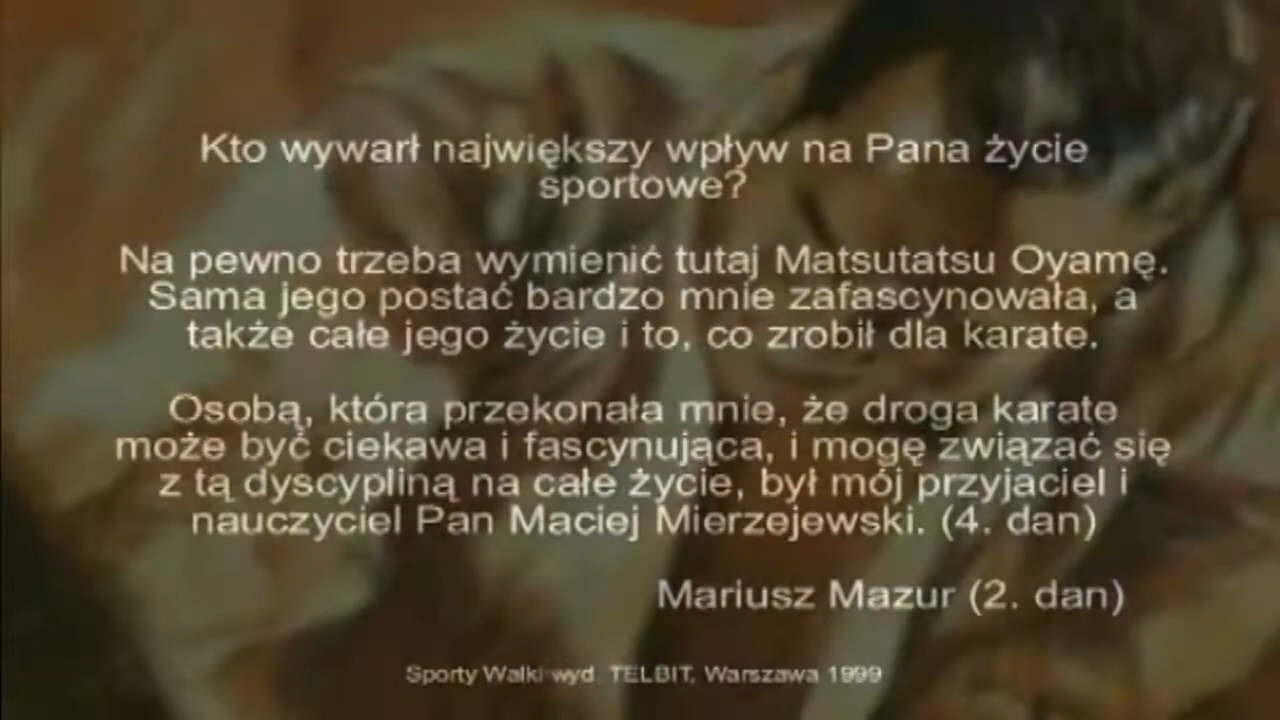 Kto wywarł największy wpływ na Pana życie
sportowe?
Na pewno trzeba wymienić tutaj Matsutatsu Oyamę.
Sama jego postać bardzo mnie zafascynowała, a
także całe jego życie i to, co zrobił dla karate.
Osobą, która przekonała mnie, że droga karate
może być ciekawa i fascynująca, i mogę związać się
z tą dyscypliną na całe życie, był mój przyjaciel i
nauczyciel Pan Maciej Mierzejewski. (4. dan)
Mariusz Mazur (2. dan)
Sporty Walki wyd. TELBIT, Warszawa 1999